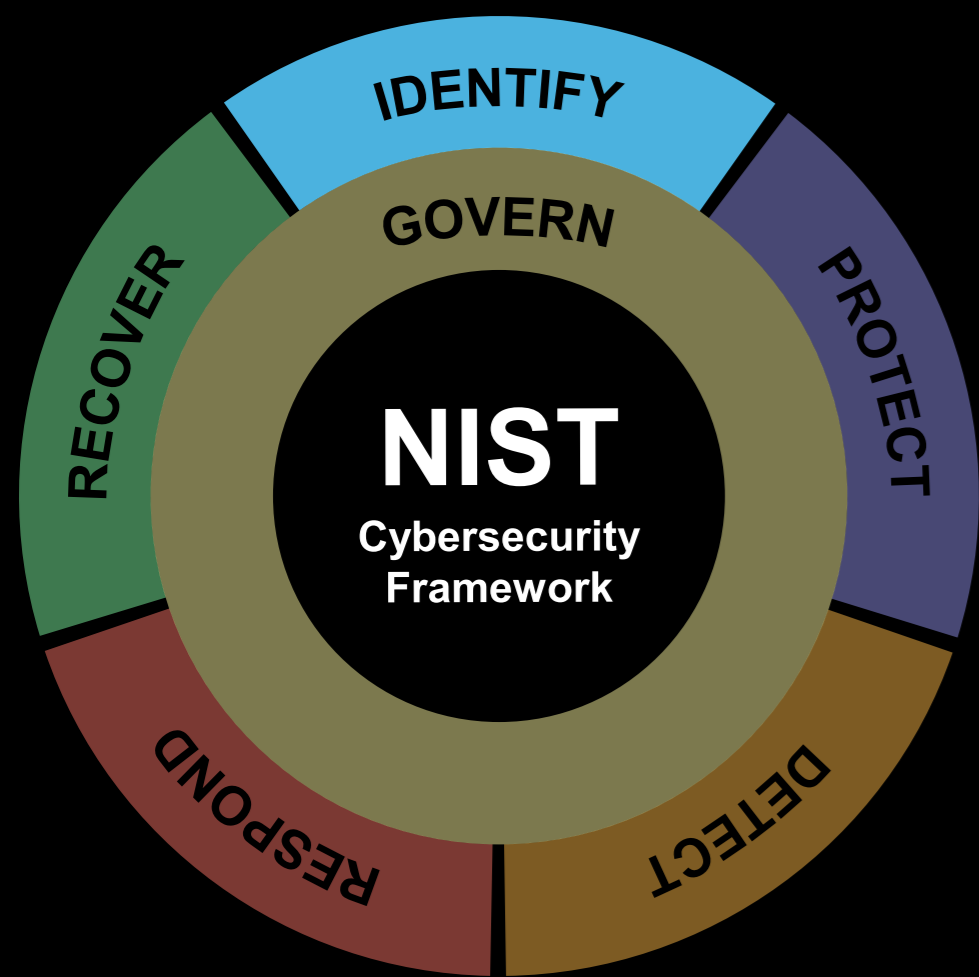 IDENTIFY
GOVERN
PROTECT
DETECT
RESPOND
RECOVER
NIST
Cybersecurity
Framework